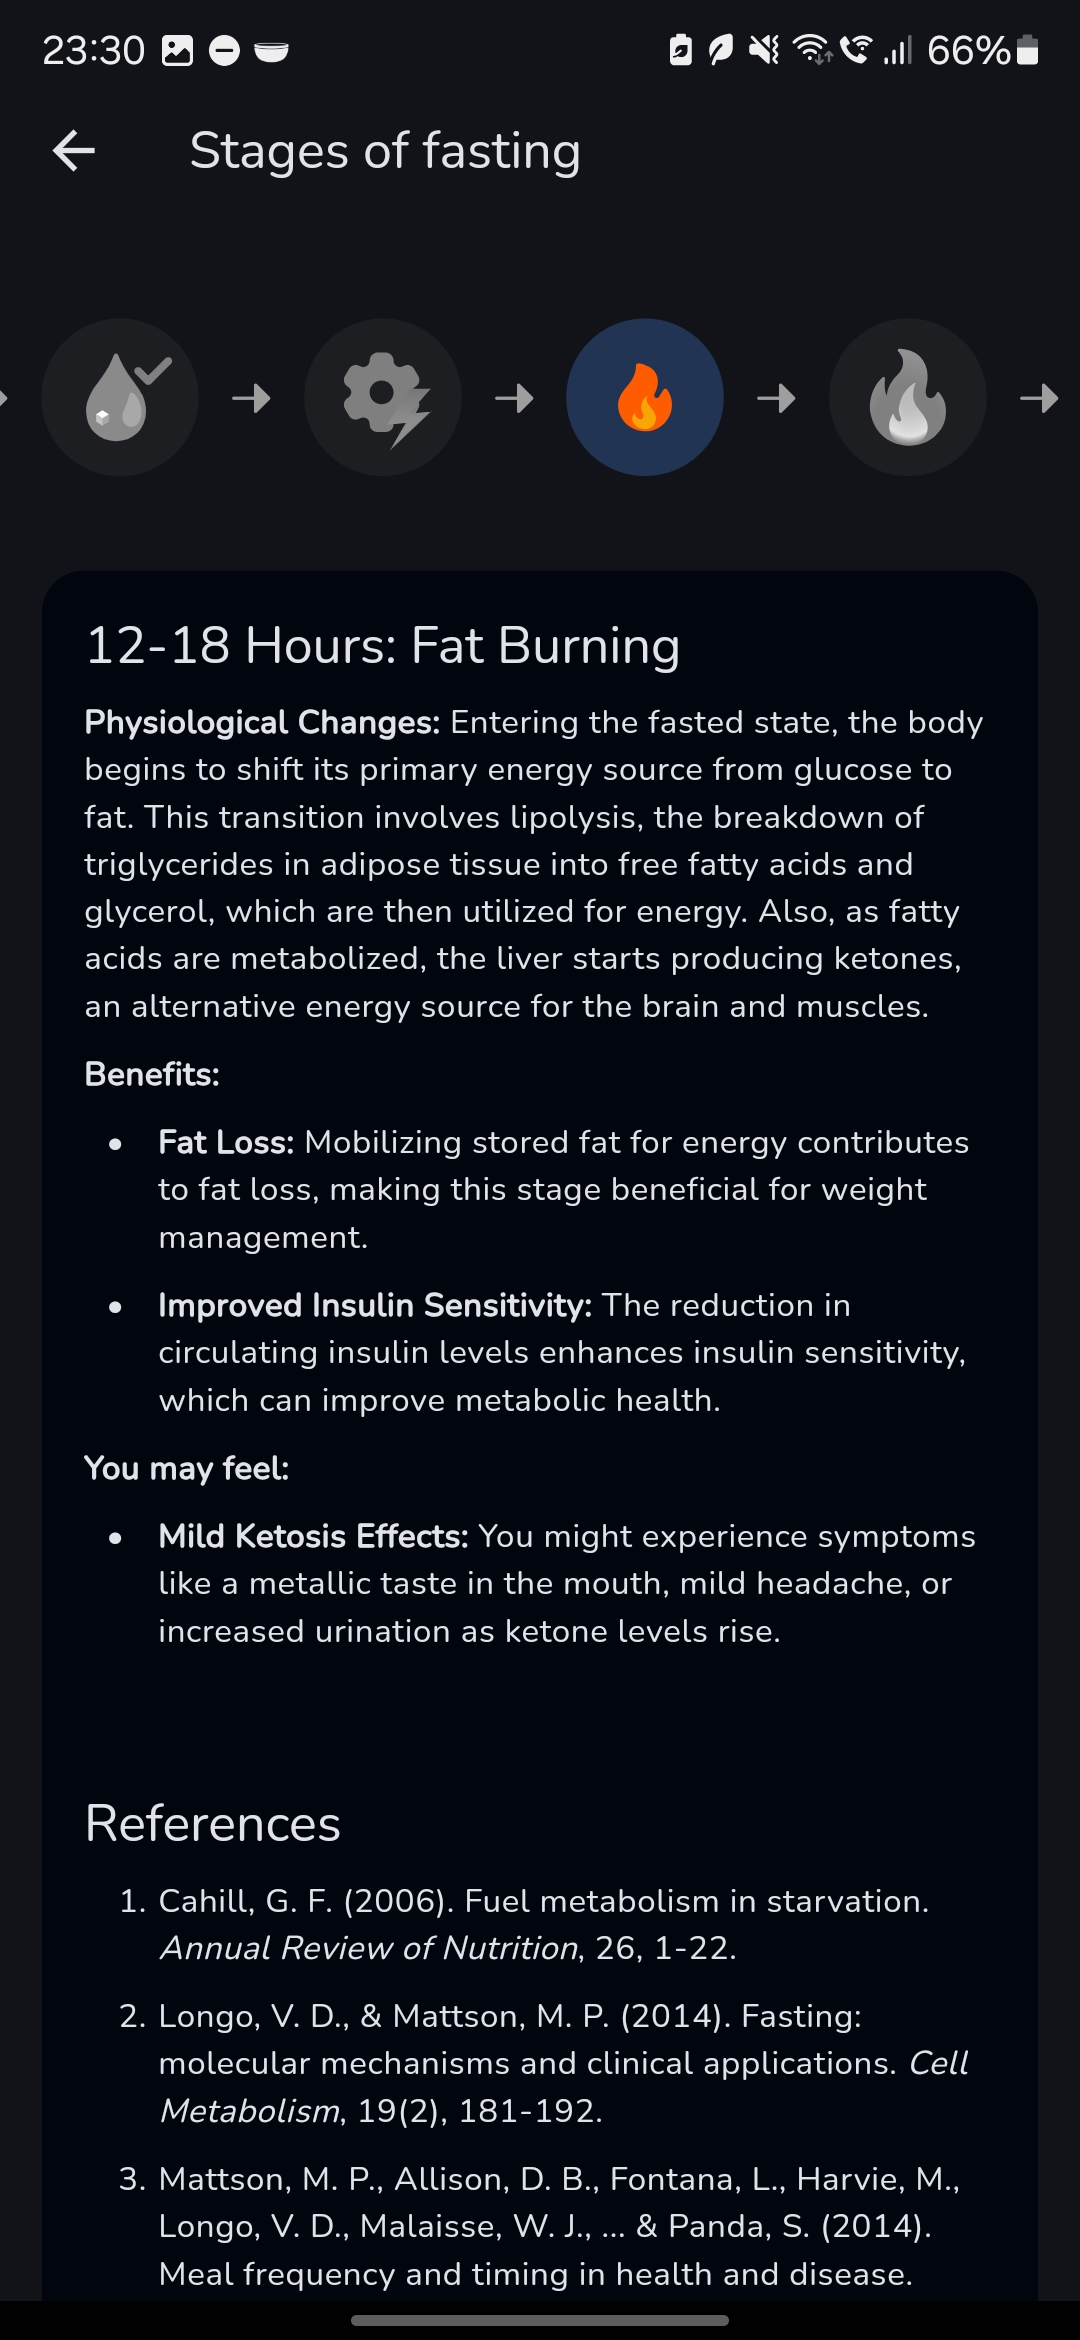 23:30
66%
Stages of fasting
12-18 Hours: Fat Burning
Physiological Changes: Entering the fasted state, the body
begins to shift its primary energy source from glucose to
fat. This transition involves lipolysis, the breakdown of
triglycerides in adipose tissue into free fatty acids and
glycerol, which are then utilized for energy. Also, as fatty
acids are metabolized, the liver starts producing ketones,
an alternative energy source for the brain and muscles.
Benefits:
• Fat Loss: Mobilizing stored fat for energy contributes
to fat loss, making this stage beneficial for weight
management.
• Improved Insulin Sensitivity: The reduction in
circulating insulin levels enhances insulin sensitivity,
which can improve metabolic health.
You may feel:
• Mild Ketosis Effects: You might experience symptoms
like a metallic taste in the mouth, mild headache, or
increased urination as ketone levels rise.
References
1. Cahill, G. F. (2006). Fuel metabolism in starvation.
Annual Review of Nutrition, 26, 1-22.
2. Longo, V. D., & Mattson, M. P. (2014). Fasting:
molecular mechanisms and clinical applications. Cell
Metabolism, 19(2), 181-192.
3. Mattson, M. P., Allison, D. B., Fontana, L., Harvie, M.,
Longo, V. D., Malaisse, W. J., ... & Panda, S. (2014).
Meal frequency and timing in health and disease.